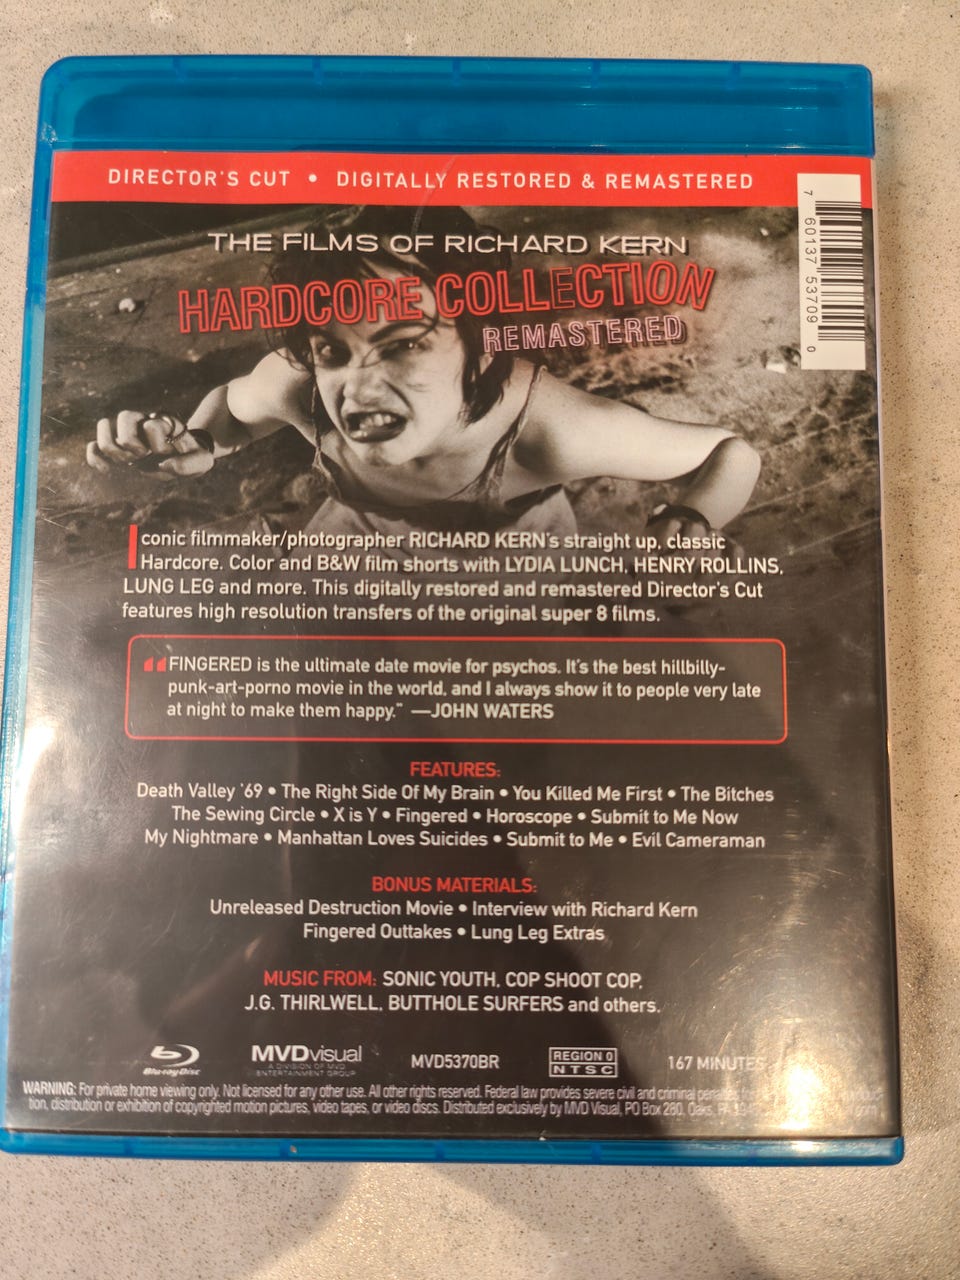 DIRECTOR'S CUT • DIGITALLY RESTORED & REMASTERED
7 60137 53709 0
THE FILMS OF RICHARD KERN
HARDCORE COLLECTION
REMASTERED
Iconic filmmaker/photographer RICHARD KERN's straight up, classic
Hardcore. Color and B&W film shorts with LYDIA LUNCH, HENRY ROLLINS,
LUNG LEG and more. This digitally restored and remastered Director's Cut
features high resolution transfers of the original super 8 films.
"FINGERED is the ultimate date movie for psychos. It's the best hillbilly-
punk-art-porno movie in the world, and I always show it to people very late
at night to make them happy." —JOHN WATERS
FEATURES:
Death Valley '69 • The Right Side Of My Brain • You Killed Me First • The Bitches
The Sewing Circle • X is Y • Fingered • Horoscope • Submit to Me Now
My Nightmare • Manhattan Loves Suicides • Submit to Me • Evil Cameraman
BONUS MATERIALS:
Unreleased Destruction Movie • Interview with Richard Kern
Fingered Outtakes • Lung Leg Extras
MUSIC FROM: SONIC YOUTH, COP SHOOT COP,
J.G. THIRLWELL, BUTTHOLE SURFERS and others.
Blu-ray Disc
MVDvisual
A DIVISION OF MVD
ENTERTAINMENT GROUP
MVD5370BR
REGION 0
NTSC
167 MINUTES
WARNING: For private home viewing only. Not licensed for any other use. All other rights reserved. Federal law provides severe civil and criminal penalties
tion, distribution or exhibition of copyrighted motion pictures, video tapes, or video discs. Distributed exclusively by MVD Visual, PO Box 280, Oaks, PA